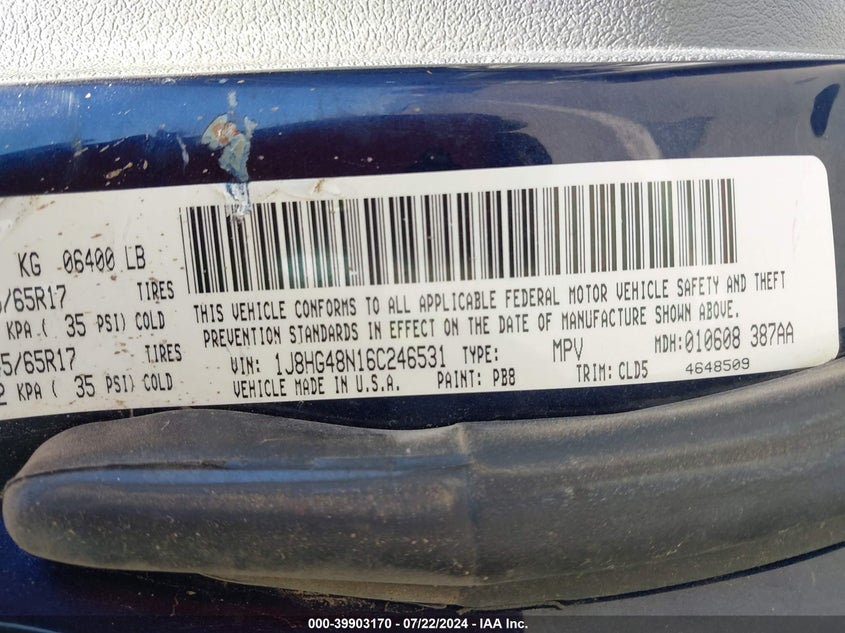 KG 06400 LB
/65R17 TIRES
KPA ( 35 PSI) COLD
5/65R17 TIRES
KPA ( 35 PSI) COLD
THIS VEHICLE CONFORMS TO ALL APPLICABLE FEDERAL MOTOR VEHICLE SAFETY AND THEFT
PREVENTION STANDARDS IN EFFECT ON THE DATE OF MANUFACTURE SHOWN ABOVE.
VIN: 1J8HG48N16C246531 TYPE: MPV MDH: 010608 387AA
VEHICLE MADE IN U.S.A. PAINT: PB8 TRIM: CLD5 4648509
000-39903170 - 07/22/2024 - IAA Inc.